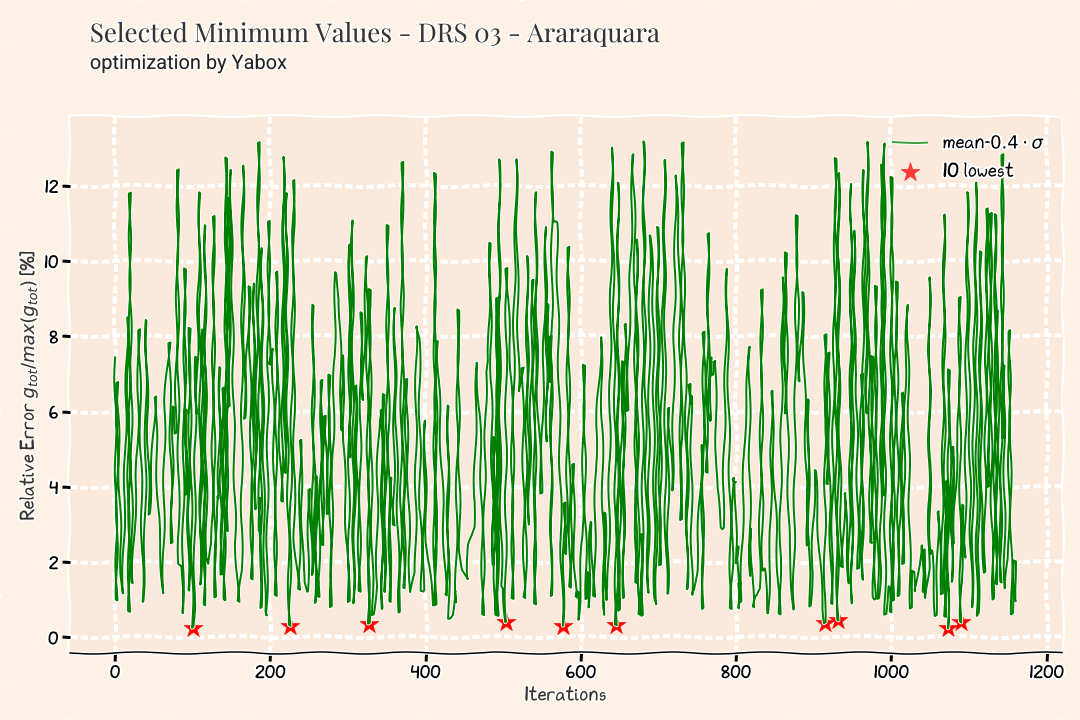 Selected Minimum Values - DRS 03 - Araraquara
optimization by Yabox
mean-0.4 · σ
10 lowest
Relative Error g_tot/max(g_tot) [%]
12
10
8
6
4
2
0
0 200 400 600 800 1000 1200
Iterations